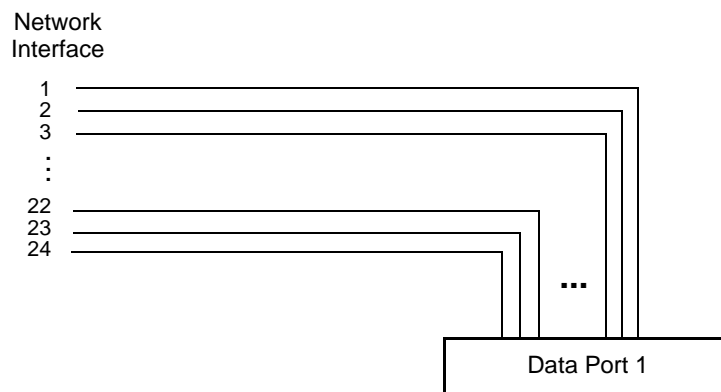 Network
Interface
1
2
3
⋮
22
23
24
...
Data Port 1